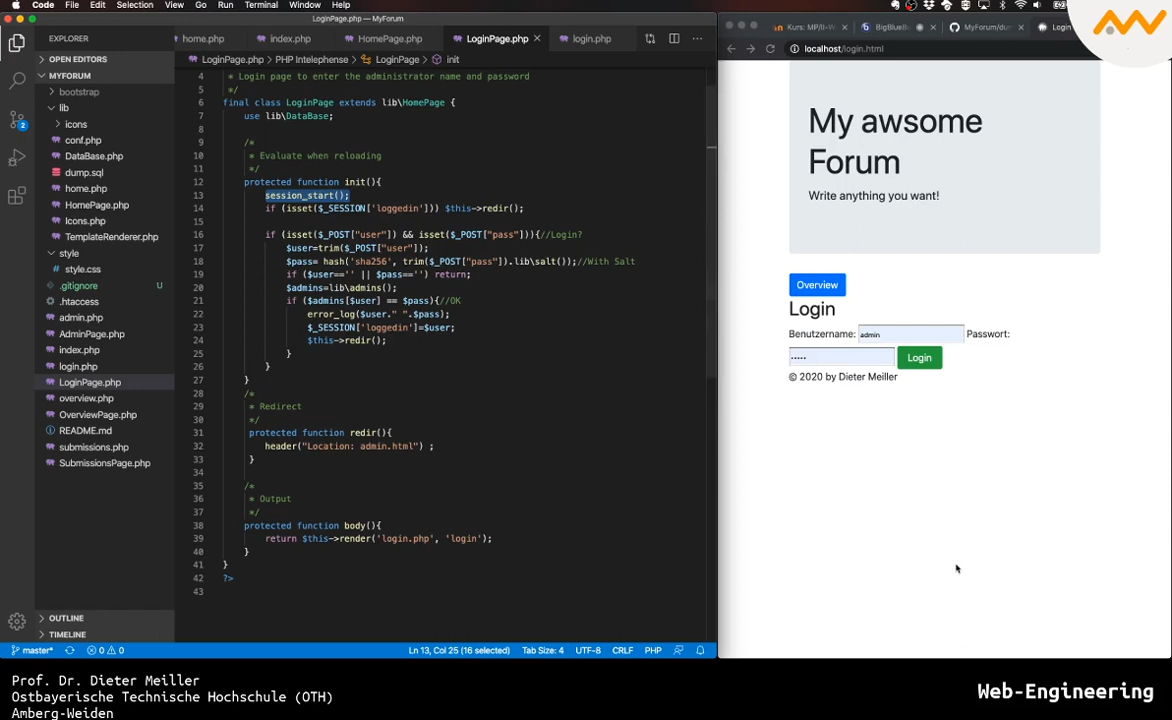 Code File Edit Selection View Go Run Terminal Window Help
LoginPage.php — MyForum
EXPLORER
OPEN EDITORS
MYFORUM
bootstrap
lib
icons
conf.php
DataBase.php
dump.sql
home.php
HomePage.php
Icons.php
TemplateRenderer.php
style
style.css
.gitignore U
.htaccess
admin.php
AdminPage.php
index.php
login.php
LoginPage.php
overview.php
OverviewPage.php
README.md
submissions.php
SubmissionsPage.php
OUTLINE
TIMELINE
2
home.php index.php HomePage.php LoginPage.php login.php
LoginPage.php > PHP Intelephense > LoginPage > init
4 * Login page to enter the administrator name and password
5 */
6 final class LoginPage extends lib\HomePage {
7 use lib\DataBase;
8
9 /*
10 * Evaluate when reloading
11 */
12 protected function init(){
13 session_start();
14 if (isset($_SESSION['loggedin'])) $this->redir();
15
16 if (isset($_POST["user"]) && isset($_POST["pass"])){//Login?
17 $user=trim($_POST["user"]);
18 $pass= hash('sha256', trim($_POST["pass"]).lib\salt());//With Salt
19 if ($user=='' || $pass=='') return;
20 $admins=lib\admins();
21 if ($admins[$user] == $pass){//OK
22 error_log($user." ".$pass);
23 $_SESSION['loggedin']=$user;
24 $this->redir();
25 }
26 }
27 }
28 /*
29 * Redirect
30 */
31 protected function redir(){
32 header("Location: admin.html") ;
33 }
34
35 /*
36 * Output
37 */
38 protected function body(){
39 return $this->render('login.php', 'login');
40 }
41 }
42 ?>
43
master* 0 0 Ln 13, Col 25 (16 selected) Tab Size: 4 UTF-8 CRLF PHP
Kurs: MP/II-W BigBlueB MyForum/du Login
localhost/login.html
My awsome
Forum
Write anything you want!
Overview
Login
Benutzername: admin Passwort:
••••• Login
© 2020 by Dieter Meiller
Prof. Dr. Dieter Meiller
Ostbayerische Technische Hochschule (OTH)
Amberg-Weiden
Web-Engineering